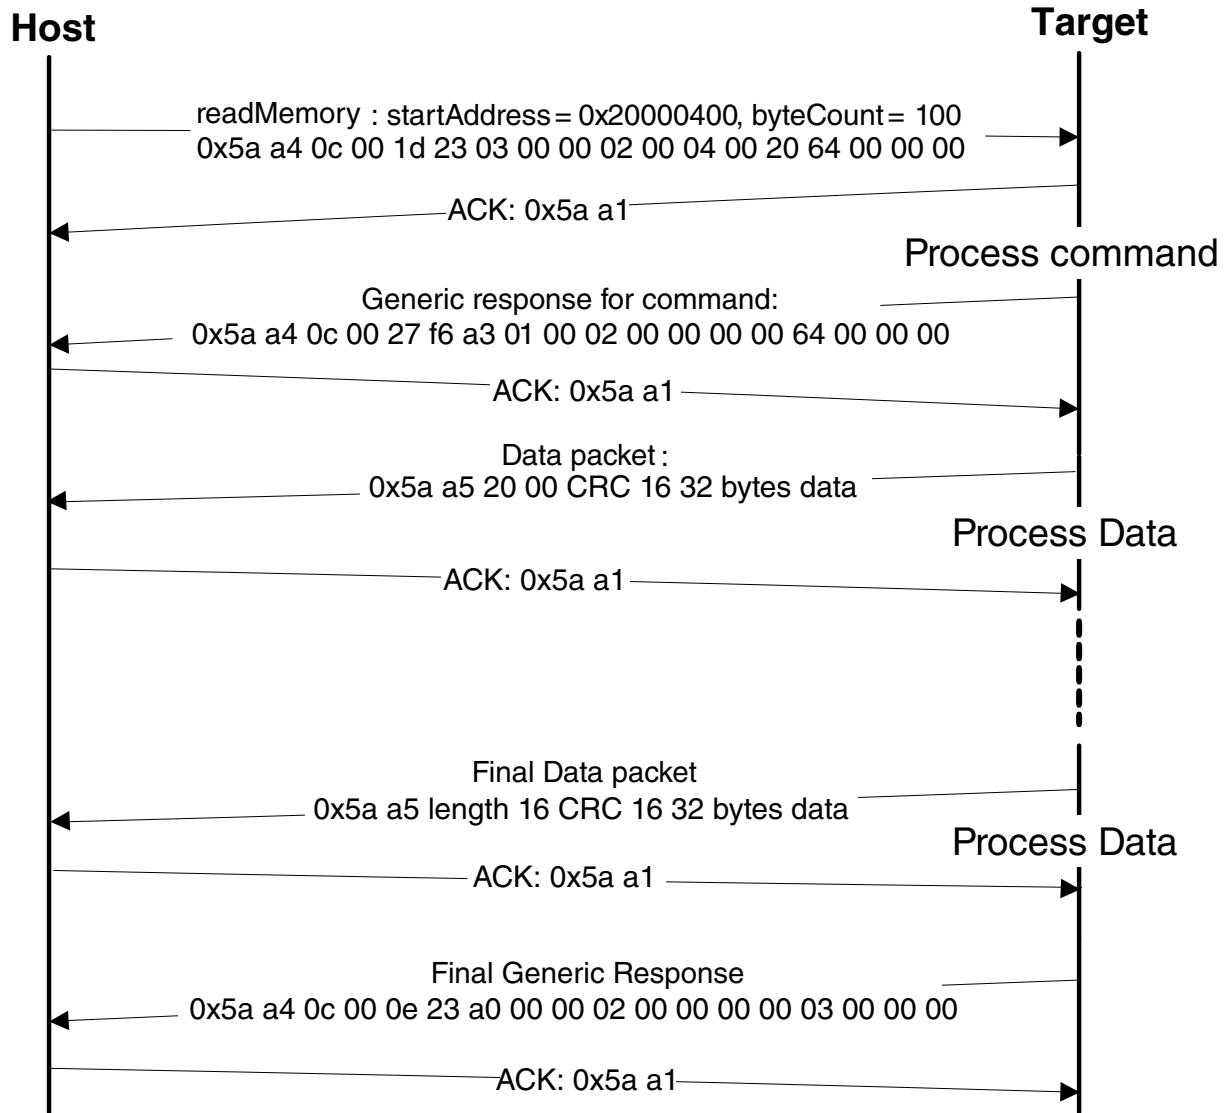 Host
Target
readMemory : startAddress = 0x20000400, byteCount = 100
0x5a a4 0c 00 1d 23 03 00 00 02 00 04 00 20 64 00 00 00
ACK: 0x5a a1
Process command
Generic response for command:
0x5a a4 0c 00 27 f6 a3 01 00 02 00 00 00 00 64 00 00 00
ACK: 0x5a a1
Data packet :
0x5a a5 20 00 CRC 16 32 bytes data
Process Data
ACK: 0x5a a1
Final Data packet
0x5a a5 length 16 CRC 16 32 bytes data
Process Data
ACK: 0x5a a1
Final Generic Response
0x5a a4 0c 00 0e 23 a0 00 00 02 00 00 00 00 03 00 00 00
ACK: 0x5a a1